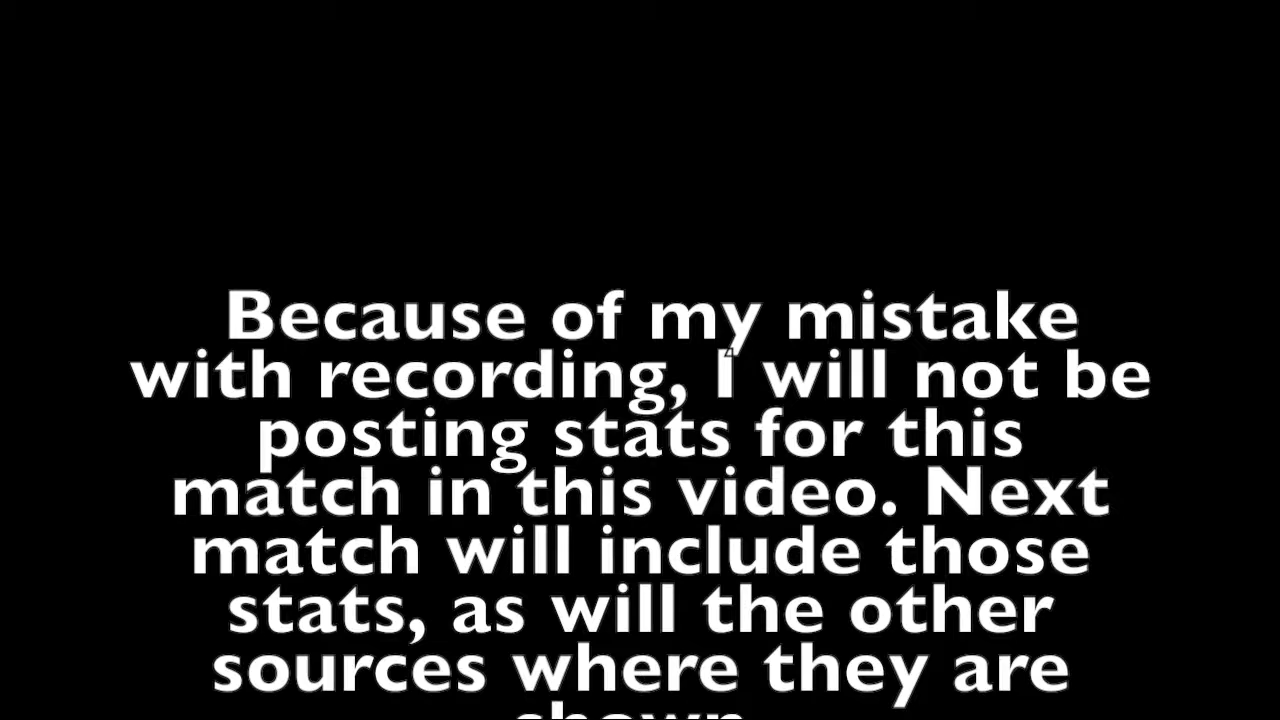 Because of my mistake
with recording, I will not be
posting stats for this
match in this video. Next
match will include those
stats, as will the other
sources where they are
shown